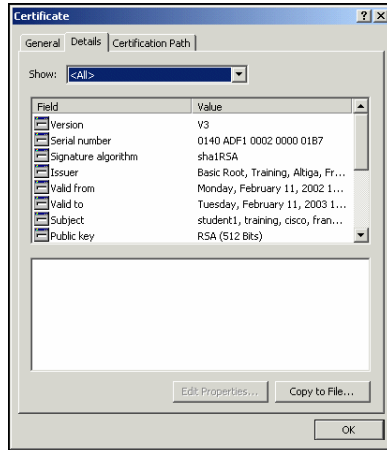 Certificate
General Details Certification Path
Show: <All>
Field Value
Version V3
Serial number 0140 ADF1 0002 0000 01B7
Signature algorithm sha1RSA
Issuer Basic Root, Training, Altiga, Fr...
Valid from Monday, February 11, 2002 1...
Valid to Tuesday, February 11, 2003 1...
Subject student1, training, cisco, fran...
Public key RSA (512 Bits)
Edit Properties... Copy to File...
OK